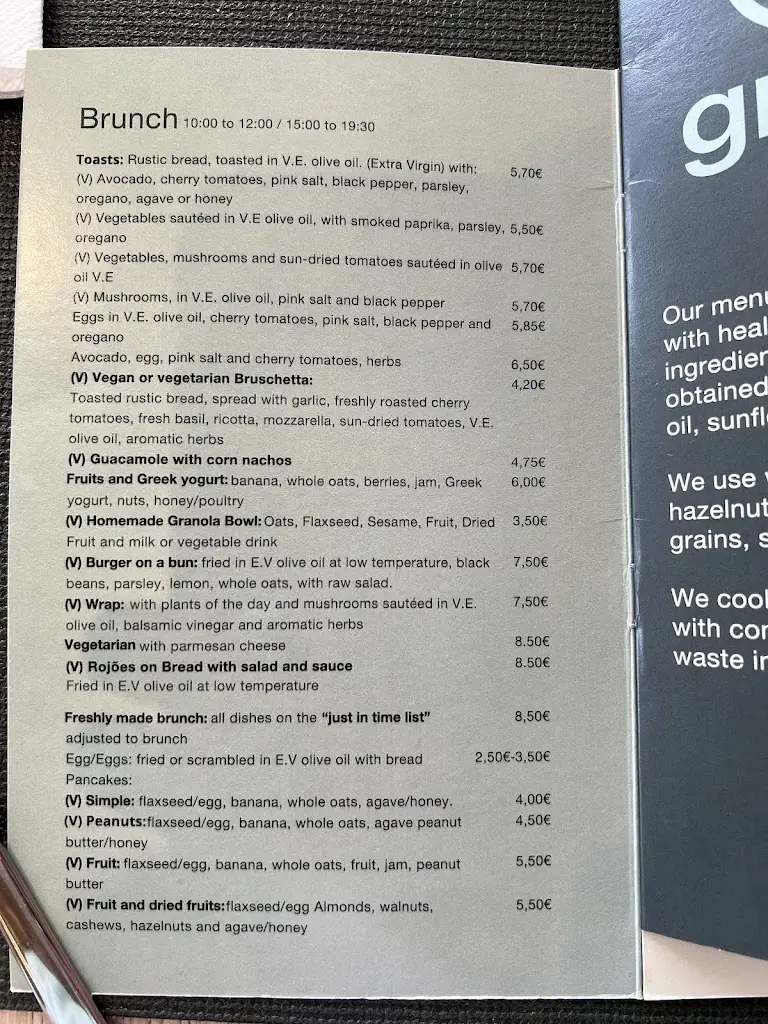 Brunch 10:00 to 12:00 / 15:00 to 19:30
Toasts: Rustic bread, toasted in V.E. olive oil. (Extra Virgin) with:
(V) Avocado, cherry tomatoes, pink salt, black pepper, parsley, 5,70€
oregano, agave or honey
(V) Vegetables sautéed in V.E olive oil, with smoked paprika, parsley, 5,50€
oregano
(V) Vegetables, mushrooms and sun-dried tomatoes sautéed in olive 5,70€
oil V.E
(V) Mushrooms, in V.E. olive oil, pink salt and black pepper 5,70€
Eggs in V.E. olive oil, cherry tomatoes, pink salt, black pepper and 5,85€
oregano
Avocado, egg, pink salt and cherry tomatoes, herbs 6,50€
(V) Vegan or vegetarian Bruschetta: 4,20€
Toasted rustic bread, spread with garlic, freshly roasted cherry
tomatoes, fresh basil, ricotta, mozzarella, sun-dried tomatoes, V.E.
olive oil, aromatic herbs
(V) Guacamole with corn nachos 4,75€
Fruits and Greek yogurt: banana, whole oats, berries, jam, Greek 6,00€
yogurt, nuts, honey/poultry
(V) Homemade Granola Bowl: Oats, Flaxseed, Sesame, Fruit, Dried 3,50€
Fruit and milk or vegetable drink
(V) Burger on a bun: fried in E.V olive oil at low temperature, black 7,50€
beans, parsley, lemon, whole oats, with raw salad.
(V) Wrap: with plants of the day and mushrooms sautéed in V.E. 7,50€
olive oil, balsamic vinegar and aromatic herbs
Vegetarian with parmesan cheese 8.50€
(V) Rojões on Bread with salad and sauce 8.50€
Fried in E.V olive oil at low temperature
Freshly made brunch: all dishes on the "just in time list" 8,50€
adjusted to brunch
Egg/Eggs: fried or scrambled in E.V olive oil with bread 2,50€-3,50€
Pancakes:
(V) Simple: flaxseed/egg, banana, whole oats, agave/honey. 4,00€
(V) Peanuts:flaxseed/egg, banana, whole oats, agave peanut 4,50€
butter/honey
(V) Fruit: flaxseed/egg, banana, whole oats, fruit, jam, peanut 5,50€
butter
(V) Fruit and dried fruits:flaxseed/egg Almonds, walnuts, 5,50€
cashews, hazelnuts and agave/honey
Our menu
with
obtained
oil,
We use
grains,
We
with
waste